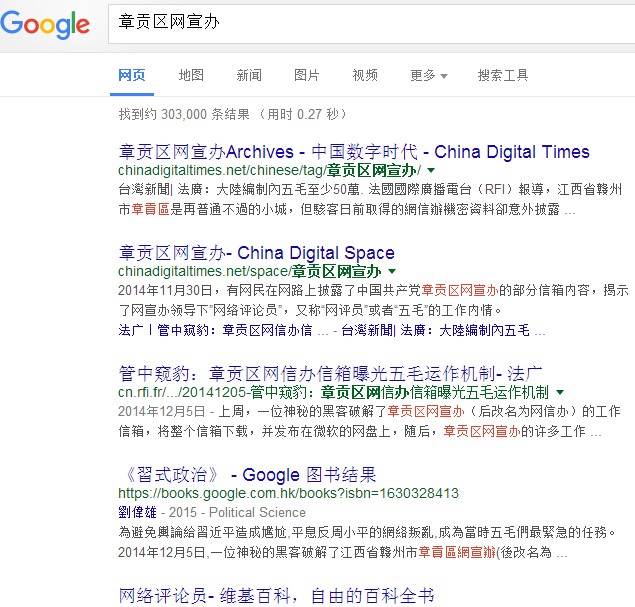 Google 章贡区网宣办
网页 地图 新闻 图片 视频 更多 搜索工具
找到约 303,000 条结果 （用时 0.27 秒）
章贡区网宣办Archives - 中国数字时代 - China Digital Times
chinadigitaltimes.net/chinese/tag/章贡区网宣办/
台灣新聞| 法廣：大陸編制內五毛至少50萬. 法國國際廣播電台（RFI）報導，江西省贛州
市章貢區是再普通不過的小城，但駭客日前取得的網信辦機密資料卻意外披露 ...
章贡区网宣办- China Digital Space
chinadigitaltimes.net/space/章贡区网宣办
2014年11月30日，有网民在网路上披露了中国共产党章贡区网宣办的部分信箱内容，揭示
了网宣办领导下“网络评论员”，又称“网评员”或者“五毛”的工作内情。
法广丨管中窥豹：章贡区网信办信 ... - 台灣新聞| 法廣：大陸編制內五毛 ...
管中窥豹：章贡区网信办信箱曝光五毛运作机制- 法广
cn.rfi.fr/.../20141205-管中窥豹：章贡区网信办信箱曝光五毛运作机制
2014年12月5日 - 上周，一位神秘的黑客破解了章贡区网宣办（后改名为网信办）的工作
信箱，将整个信箱下载，并发布在微软的网盘上，随后，章贡区网宣办的许多工作 ...
《習式政治》 - Google 图书结果
https://books.google.com.hk/books?isbn=1630328413
劉偉雄 - 2015 - Political Science
為避免輿論給習近平造成尷尬,平息反周小平的網絡叛亂,成為當時五毛們最緊急的任務。
2014年12月5日,一位神秘的黑客破解了江西省贛州市章貢區網宣辦(後改名為 ...
网络评论员- 维基百科，自由的百科全书